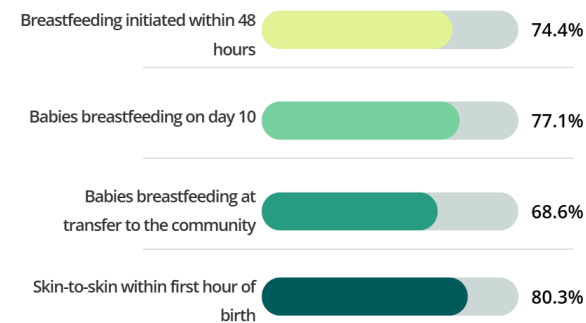 Breastfeeding initiated within 48
hours
74.4%
Babies breastfeeding on day 10
77.1%
Babies breastfeeding at
transfer to the community
68.6%
Skin-to-skin within first hour of
birth
80.3%